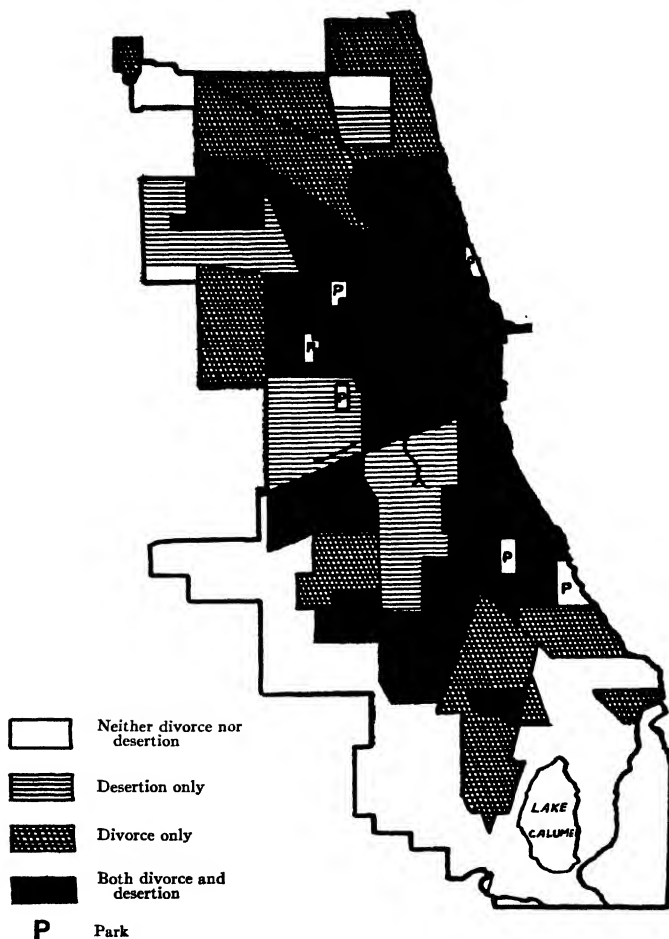 P
P
P
P
P
P
LAKE
CALUME
Neither divorce nor
desertion
Desertion only
Divorce only
Both divorce and
desertion
P Park